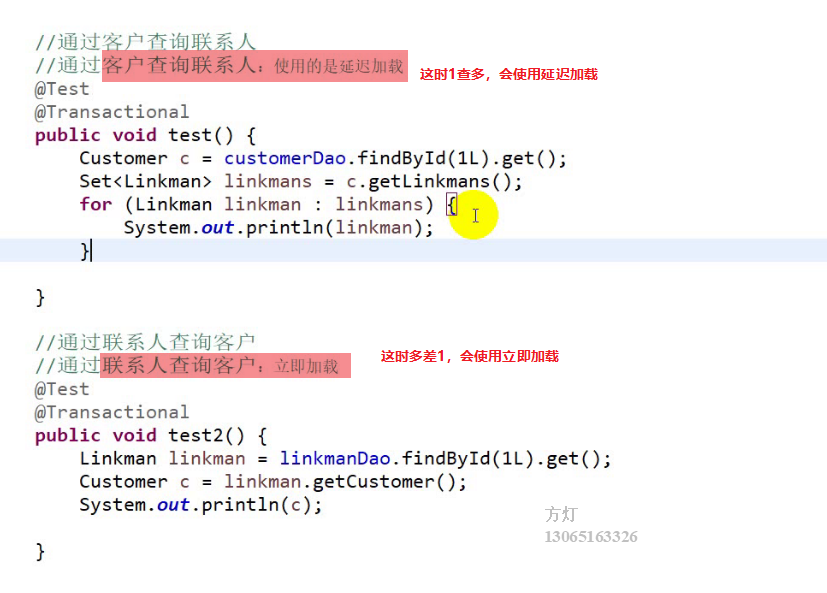 //通过客户查询联系人
//通过客户查询联系人：使用的是延迟加载
这时1查多，会使用延迟加载
@Test
@Transactional
public void test() {
Customer c = customerDao.findById(1L).get();
Set<Linkman> linkmans = c.getLinkmans();
for (Linkman linkman : linkmans) {
System.out.println(linkman);
}
}
//通过联系人查询客户
//通过联系人查询客户：立即加载
这时多差1，会使用立即加载
@Test
@Transactional
public void test2() {
Linkman linkman = linkmanDao.findById(1L).get();
Customer c = linkman.getCustomer();
System.out.println(c);
方灯
13065163326
}